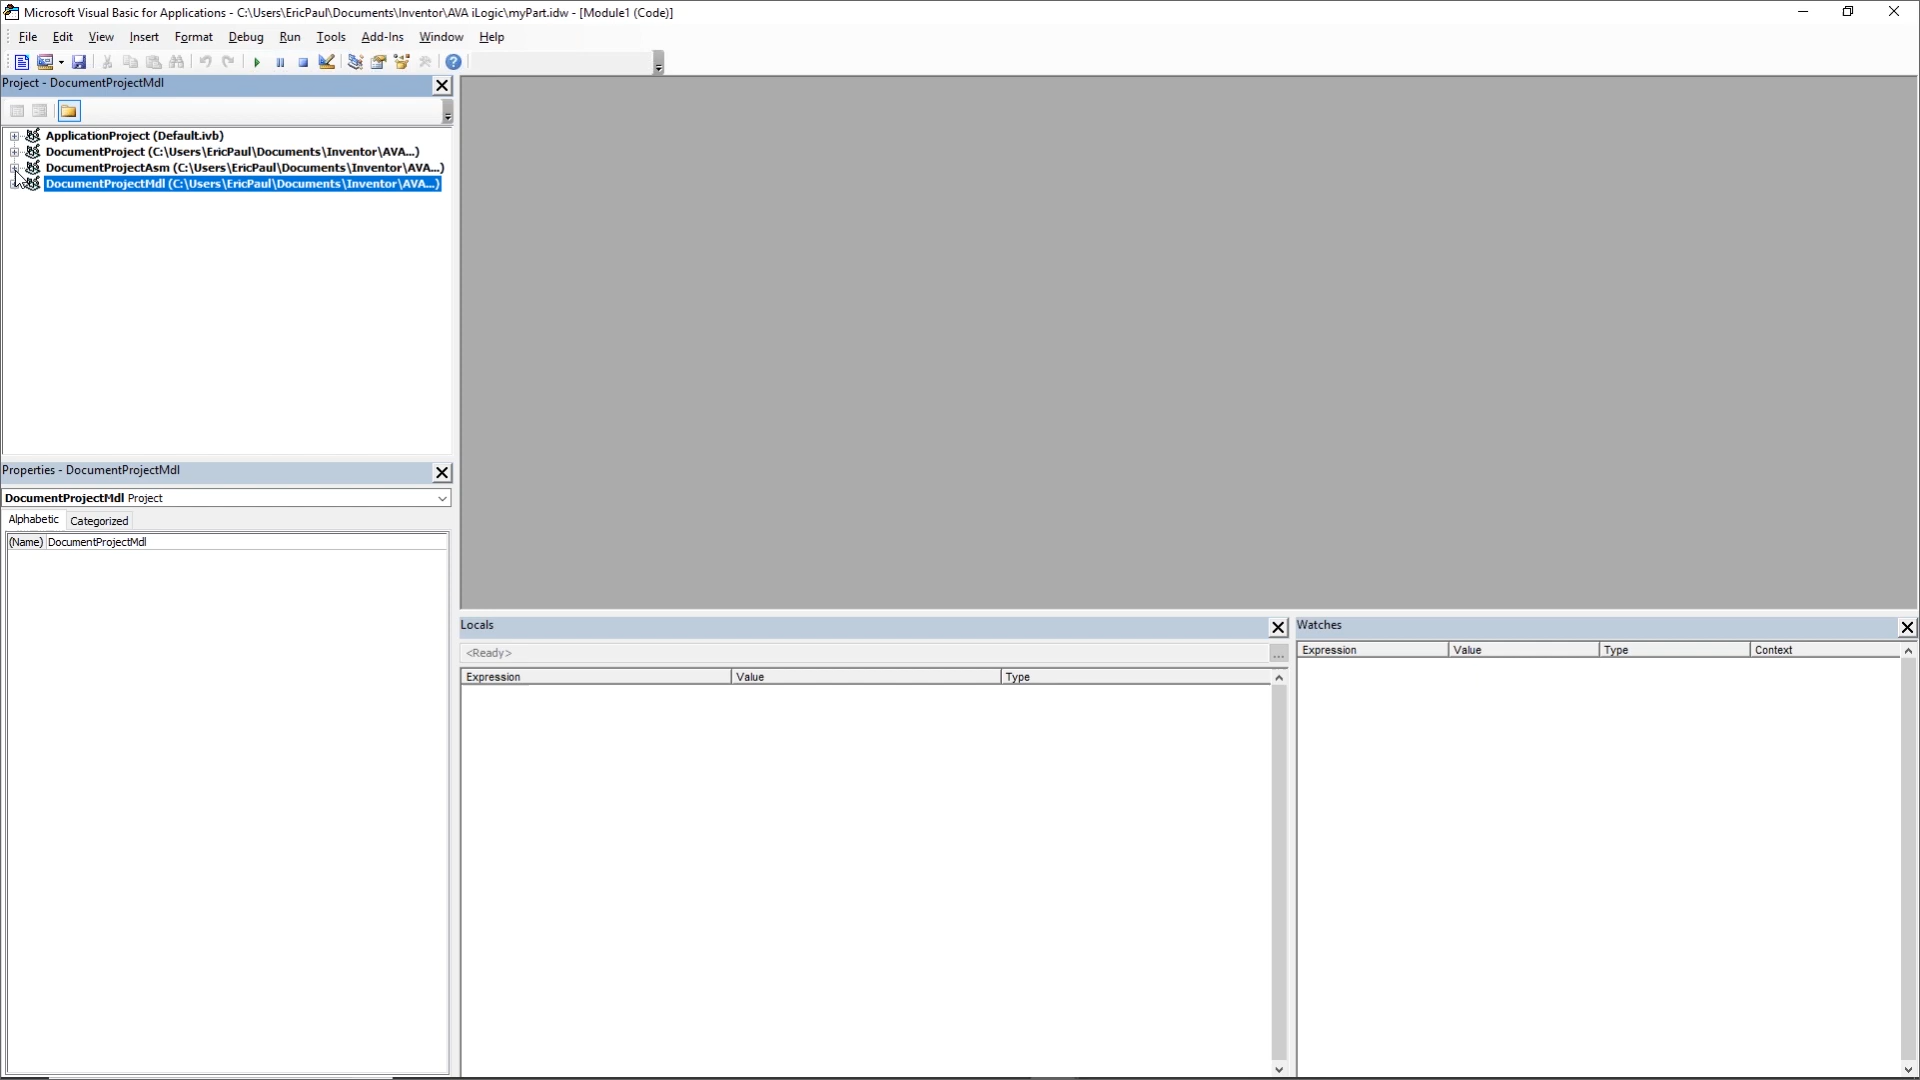 Microsoft Visual Basic for Applications - C:\Users\EricPaul\Documents\Inventor\AVA iLogic\myPart.idw - [Module1 (Code)]
File Edit View Insert Format Debug Run Tools Add-Ins Window Help
Project - DocumentProjectMdl
ApplicationProject (Default.ivb)
DocumentProject (C:\Users\EricPaul\Documents\Inventor\AVA...)
DocumentProjectAsm (C:\Users\EricPaul\Documents\Inventor\AVA...)
DocumentProjectMdl (C:\Users\EricPaul\Documents\Inventor\AVA...)
Properties - DocumentProjectMdl
DocumentProjectMdl Project
Alphabetic Categorized
(Name) DocumentProjectMdl
Locals
<Ready>
...
Expression Value Type
Watches
Expression Value Type Context